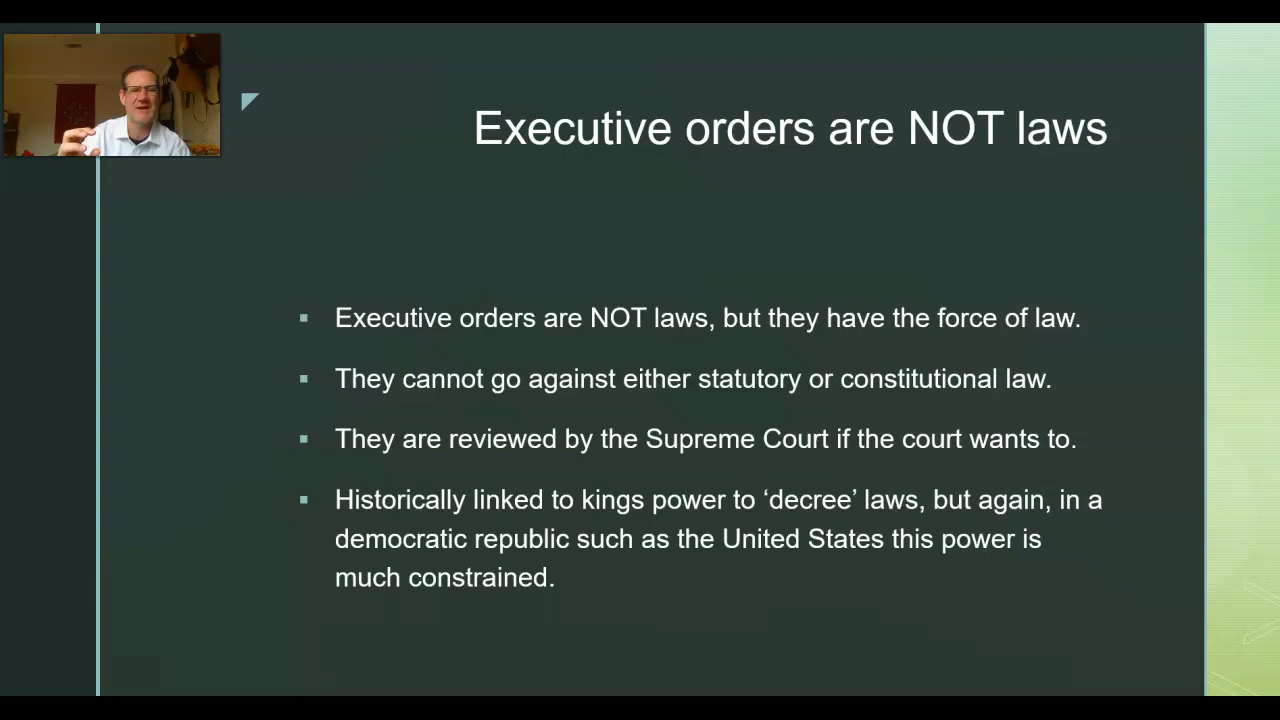 Executive orders are NOT laws
▪ Executive orders are NOT laws, but they have the force of law.
▪ They cannot go against either statutory or constitutional law.
▪ They are reviewed by the Supreme Court if the court wants to.
▪ Historically linked to kings power to ‘decree’ laws, but again, in a
democratic republic such as the United States this power is
much constrained.